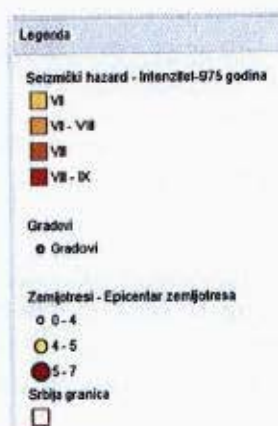 Legenda
Seizmički hazard - Intenzitet-975 godina
VII
VII - VIII
VIII
VIII - IX
Gradovi
Gradovi
Zemljotresi - Epicentar zemljotresa
0 - 4
4 - 5
5 - 7
Srbija granica